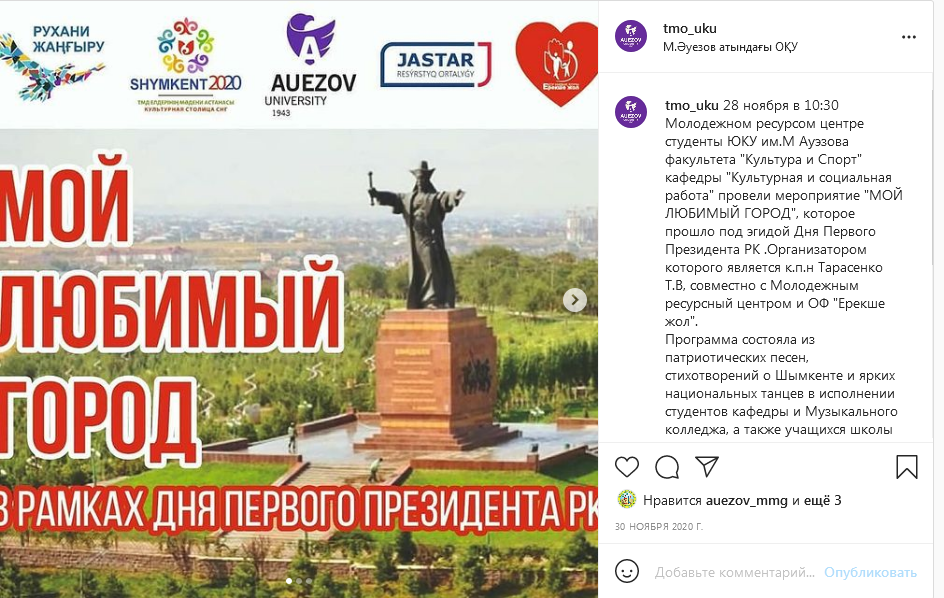 РУХАНИ
ЖАҢҒЫРУ
SHYMKENT2020
ТМД ЕЛДЕРІНІҢ МӘДЕНИ АСТАНАСЫ
КУЛЬТУРНАЯ СТОЛИЦА СНГ
AUEZOV
UNIVERSITY
1943
JASTAR
RESÝRSTYQ ORTALYǴY
Ерекше жол
МОЙ
ЛЮБИМЫЙ
ГОРОД
В РАМКАХ ДНЯ ПЕРВОГО ПРЕЗИДЕНТА РК
AUEZOV
tmo_uku
М.Әуезов атындағы ОҚУ
AUEZOV
tmo_uku 28 ноября в 10:30
Молодежном ресурсом центре
студенты ЮКУ им.М Ауэзова
факультета "Культура и Спорт"
кафедры "Культурная и социальная
работа" провели мероприятие "МОЙ
ЛЮБИМЫЙ ГОРОД", которое
прошло под эгидой Дня Первого
Президента РК .Организатором
которого является к.п.н Тарасенко
Т.В, совместно с Молодежным
ресурсный центром и ОФ "Ерекше
жол".
Программа состояла из
патриотических песен,
стихотворений о Шымкенте и ярких
национальных танцев в исполнении
студентов кафедры и Музыкального
колледжа, а также учащихся школы
Нравится auezov_mmg и ещё 3
30 НОЯБРЯ 2020 Г.
Добавьте комментарий... Опубликовать